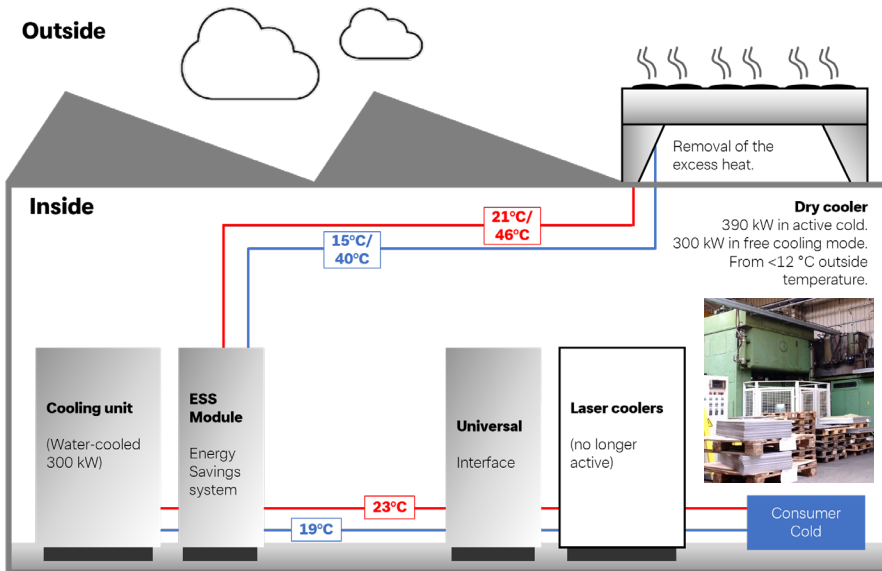 Outside
Removal of the
excess heat.
Inside
21°C/
46°C
15°C/
40°C
Dry cooler
390 kW in active cold.
300 kW in free cooling mode.
From <12 °C outside
temperature.
Cooling unit
(Water-cooled
300 kW)
ESS
Module
Energy
Savings
system
Universal
Interface
Laser coolers
(no longer
active)
23°C
19°C
Consumer
Cold